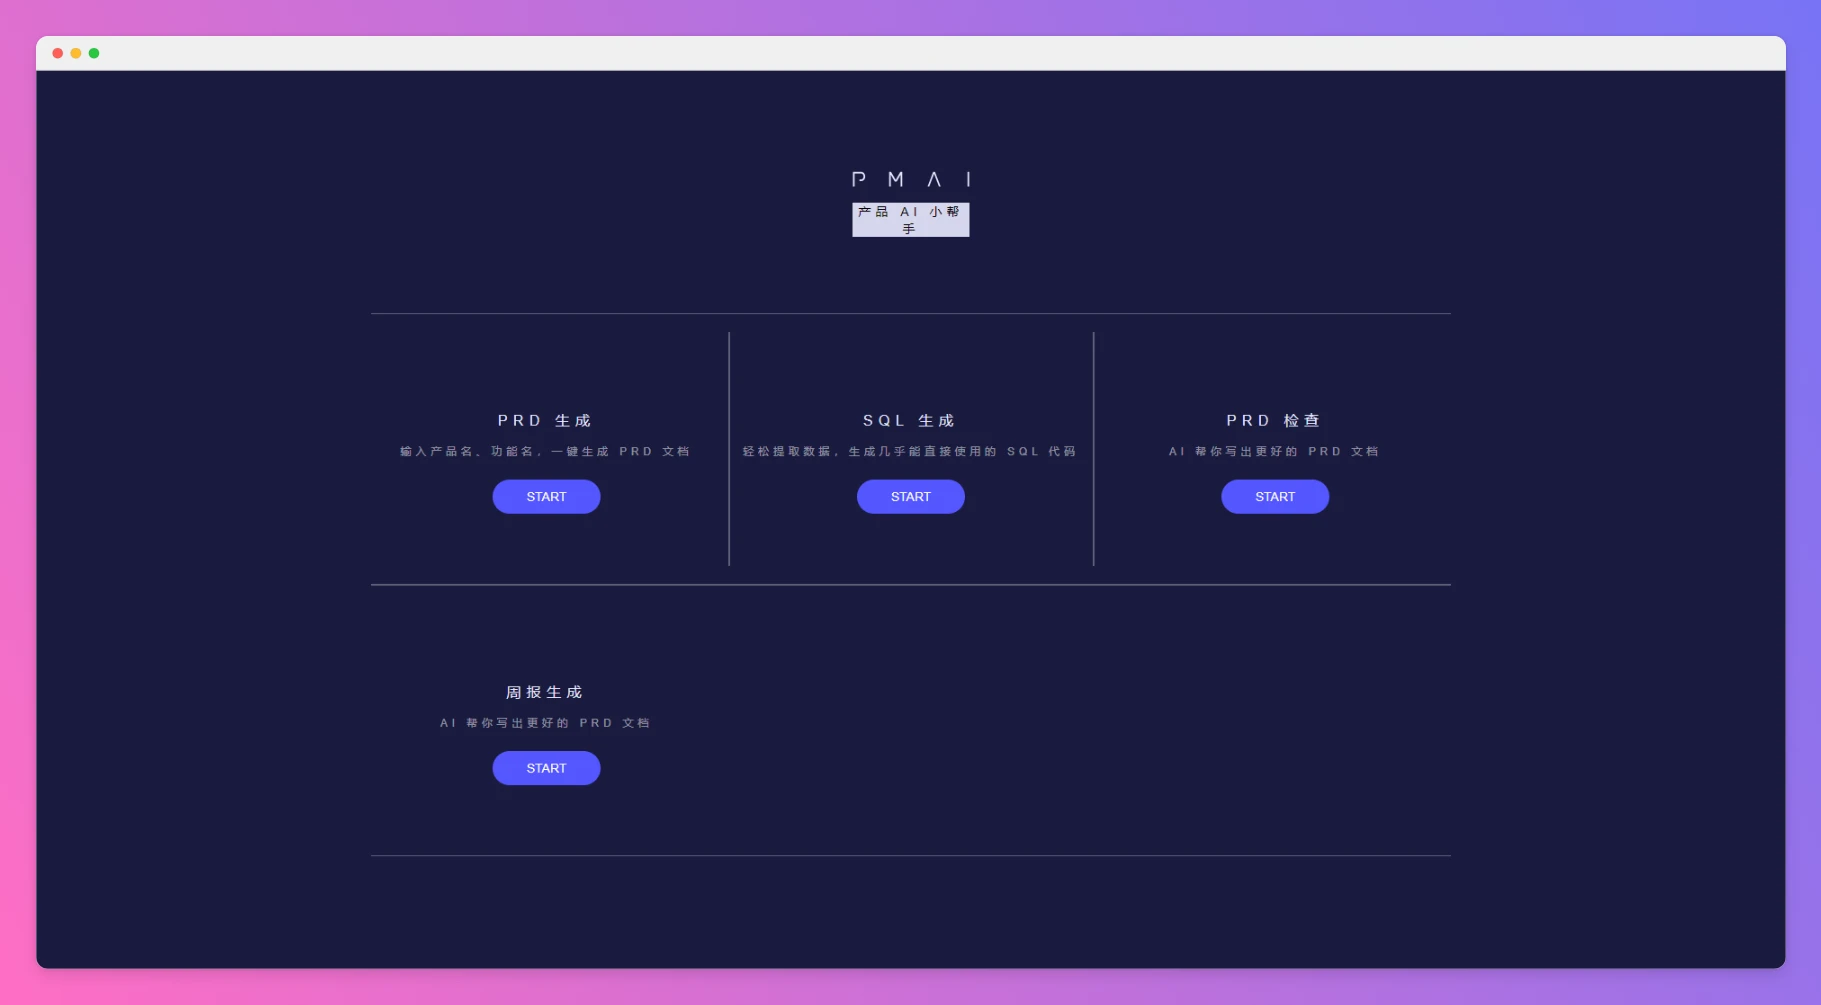 PMAI
产品 AI 小帮
手
PRD 生成
输入产品名、功能名，一键生成 PRD 文档
START
SQL 生成
轻松提取数据，生成几乎能直接使用的 SQL 代码
START
PRD 检查
AI 帮你写出更好的 PRD 文档
START
周报生成
AI 帮你写出更好的 PRD 文档
START